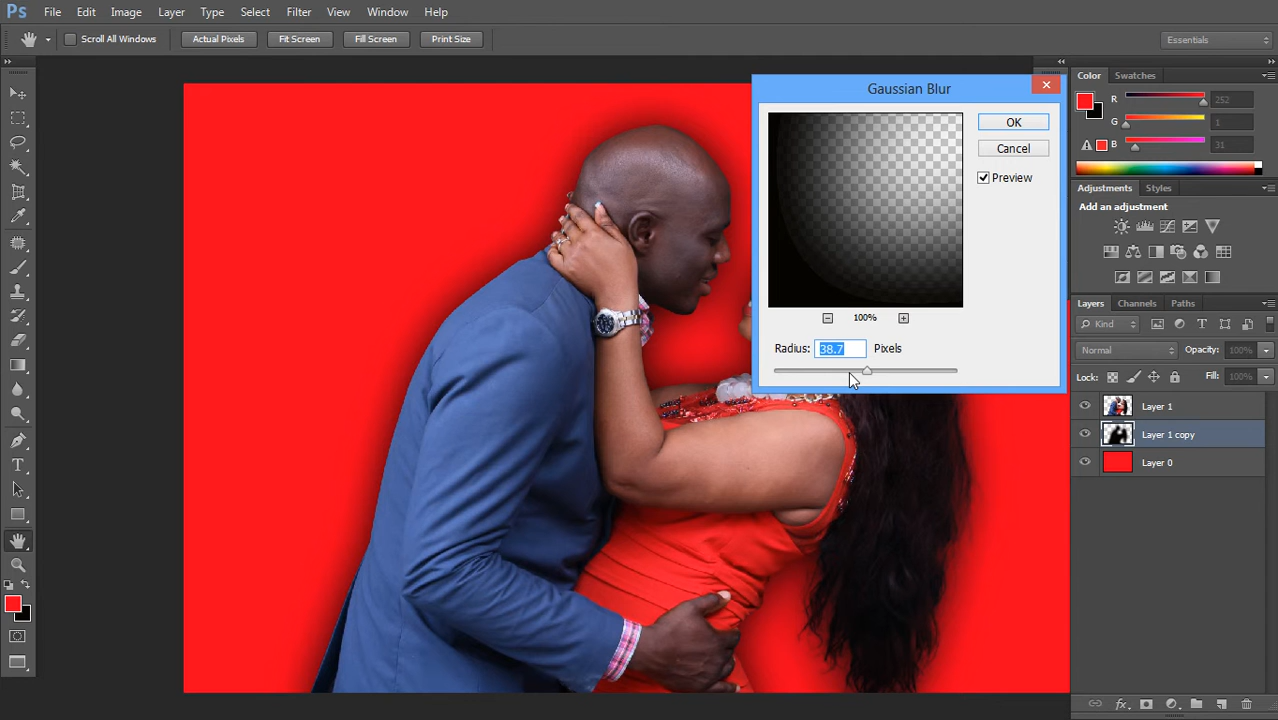 Ps File Edit Image Layer Type Select Filter View Window Help
Scroll All Windows Actual Pixels Fit Screen Fill Screen Print Size Essentials
Gaussian Blur
OK
Cancel
Preview
100%
Radius: 38.7 Pixels
Color Swatches
R 252
G 1
B 31
Adjustments Styles
Add an adjustment
Layers Channels Paths
Kind
Normal Opacity: 100%
Lock: Fill: 100%
Layer 1
Layer 1 copy
Layer 0
fx